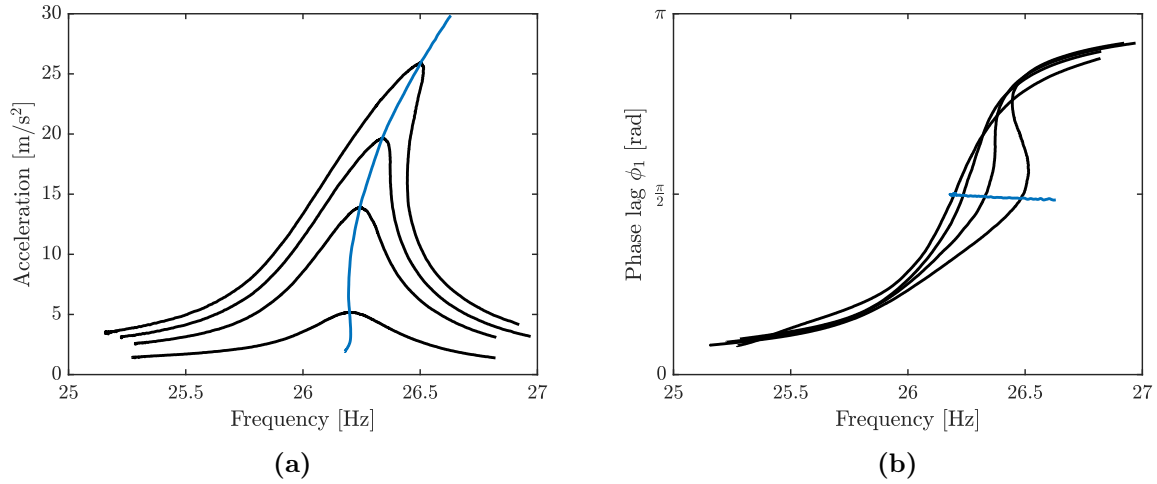 30
25
20
15
10
5
0
Acceleration [m/s²]
25
25.5
26
26.5
27
Frequency [Hz]
(a)
π
π/2
0
Phase lag ϕ₁ [rad]
25
25.5
26
26.5
27
Frequency [Hz]
(b)